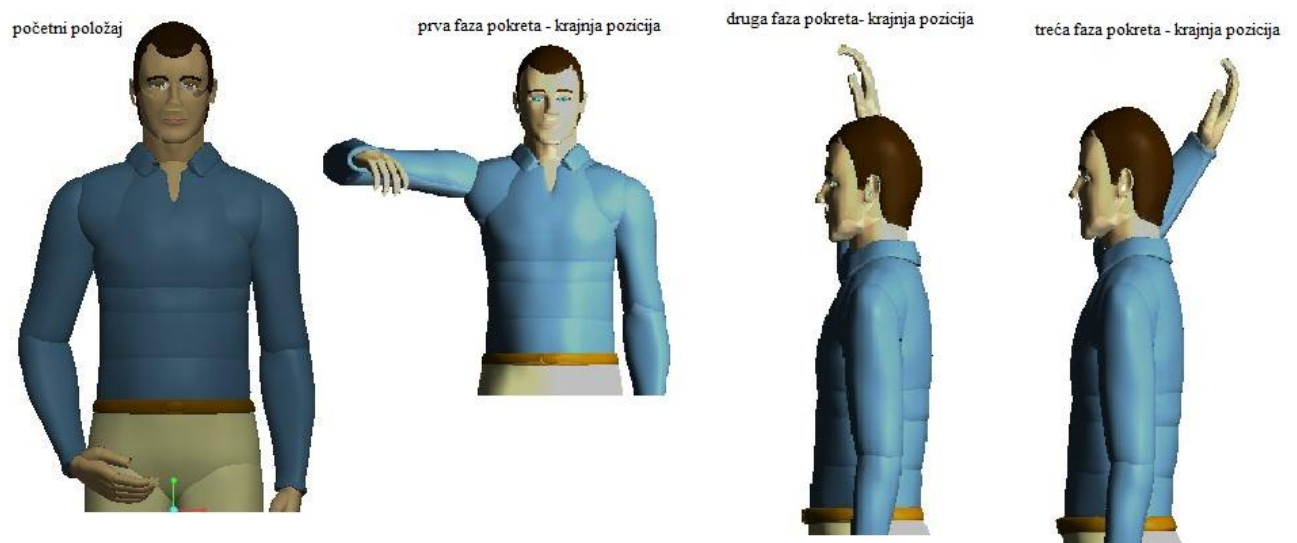 početni položaj
prva faza pokreta - krajnja pozicija
druga faza pokreta- krajnja pozicija
treća faza pokreta - krajnja pozicija